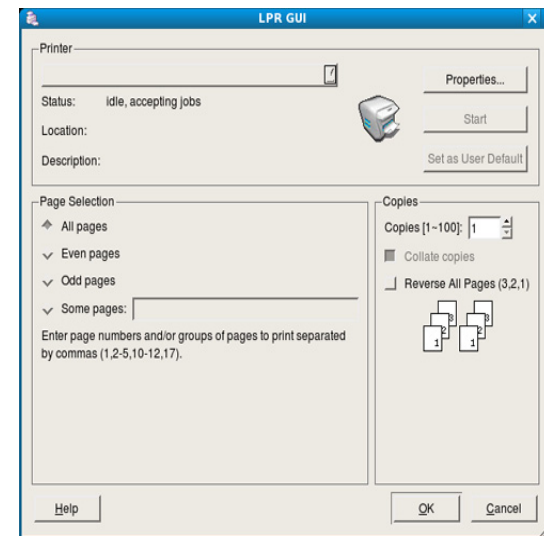 LPR GUI
Printer
Properties...
Status: idle, accepting jobs
Start
Location:
Description:
Set as User Default
Page Selection
All pages
Even pages
Odd pages
Some pages:
Enter page numbers and/or groups of pages to print separated
by commas (1,2-5,10-12,17).
Copies
Copies [1~100]: 1
Collate copies
Reverse All Pages (3,2,1)
3 3
2 2
1 1
Help
OK
Cancel